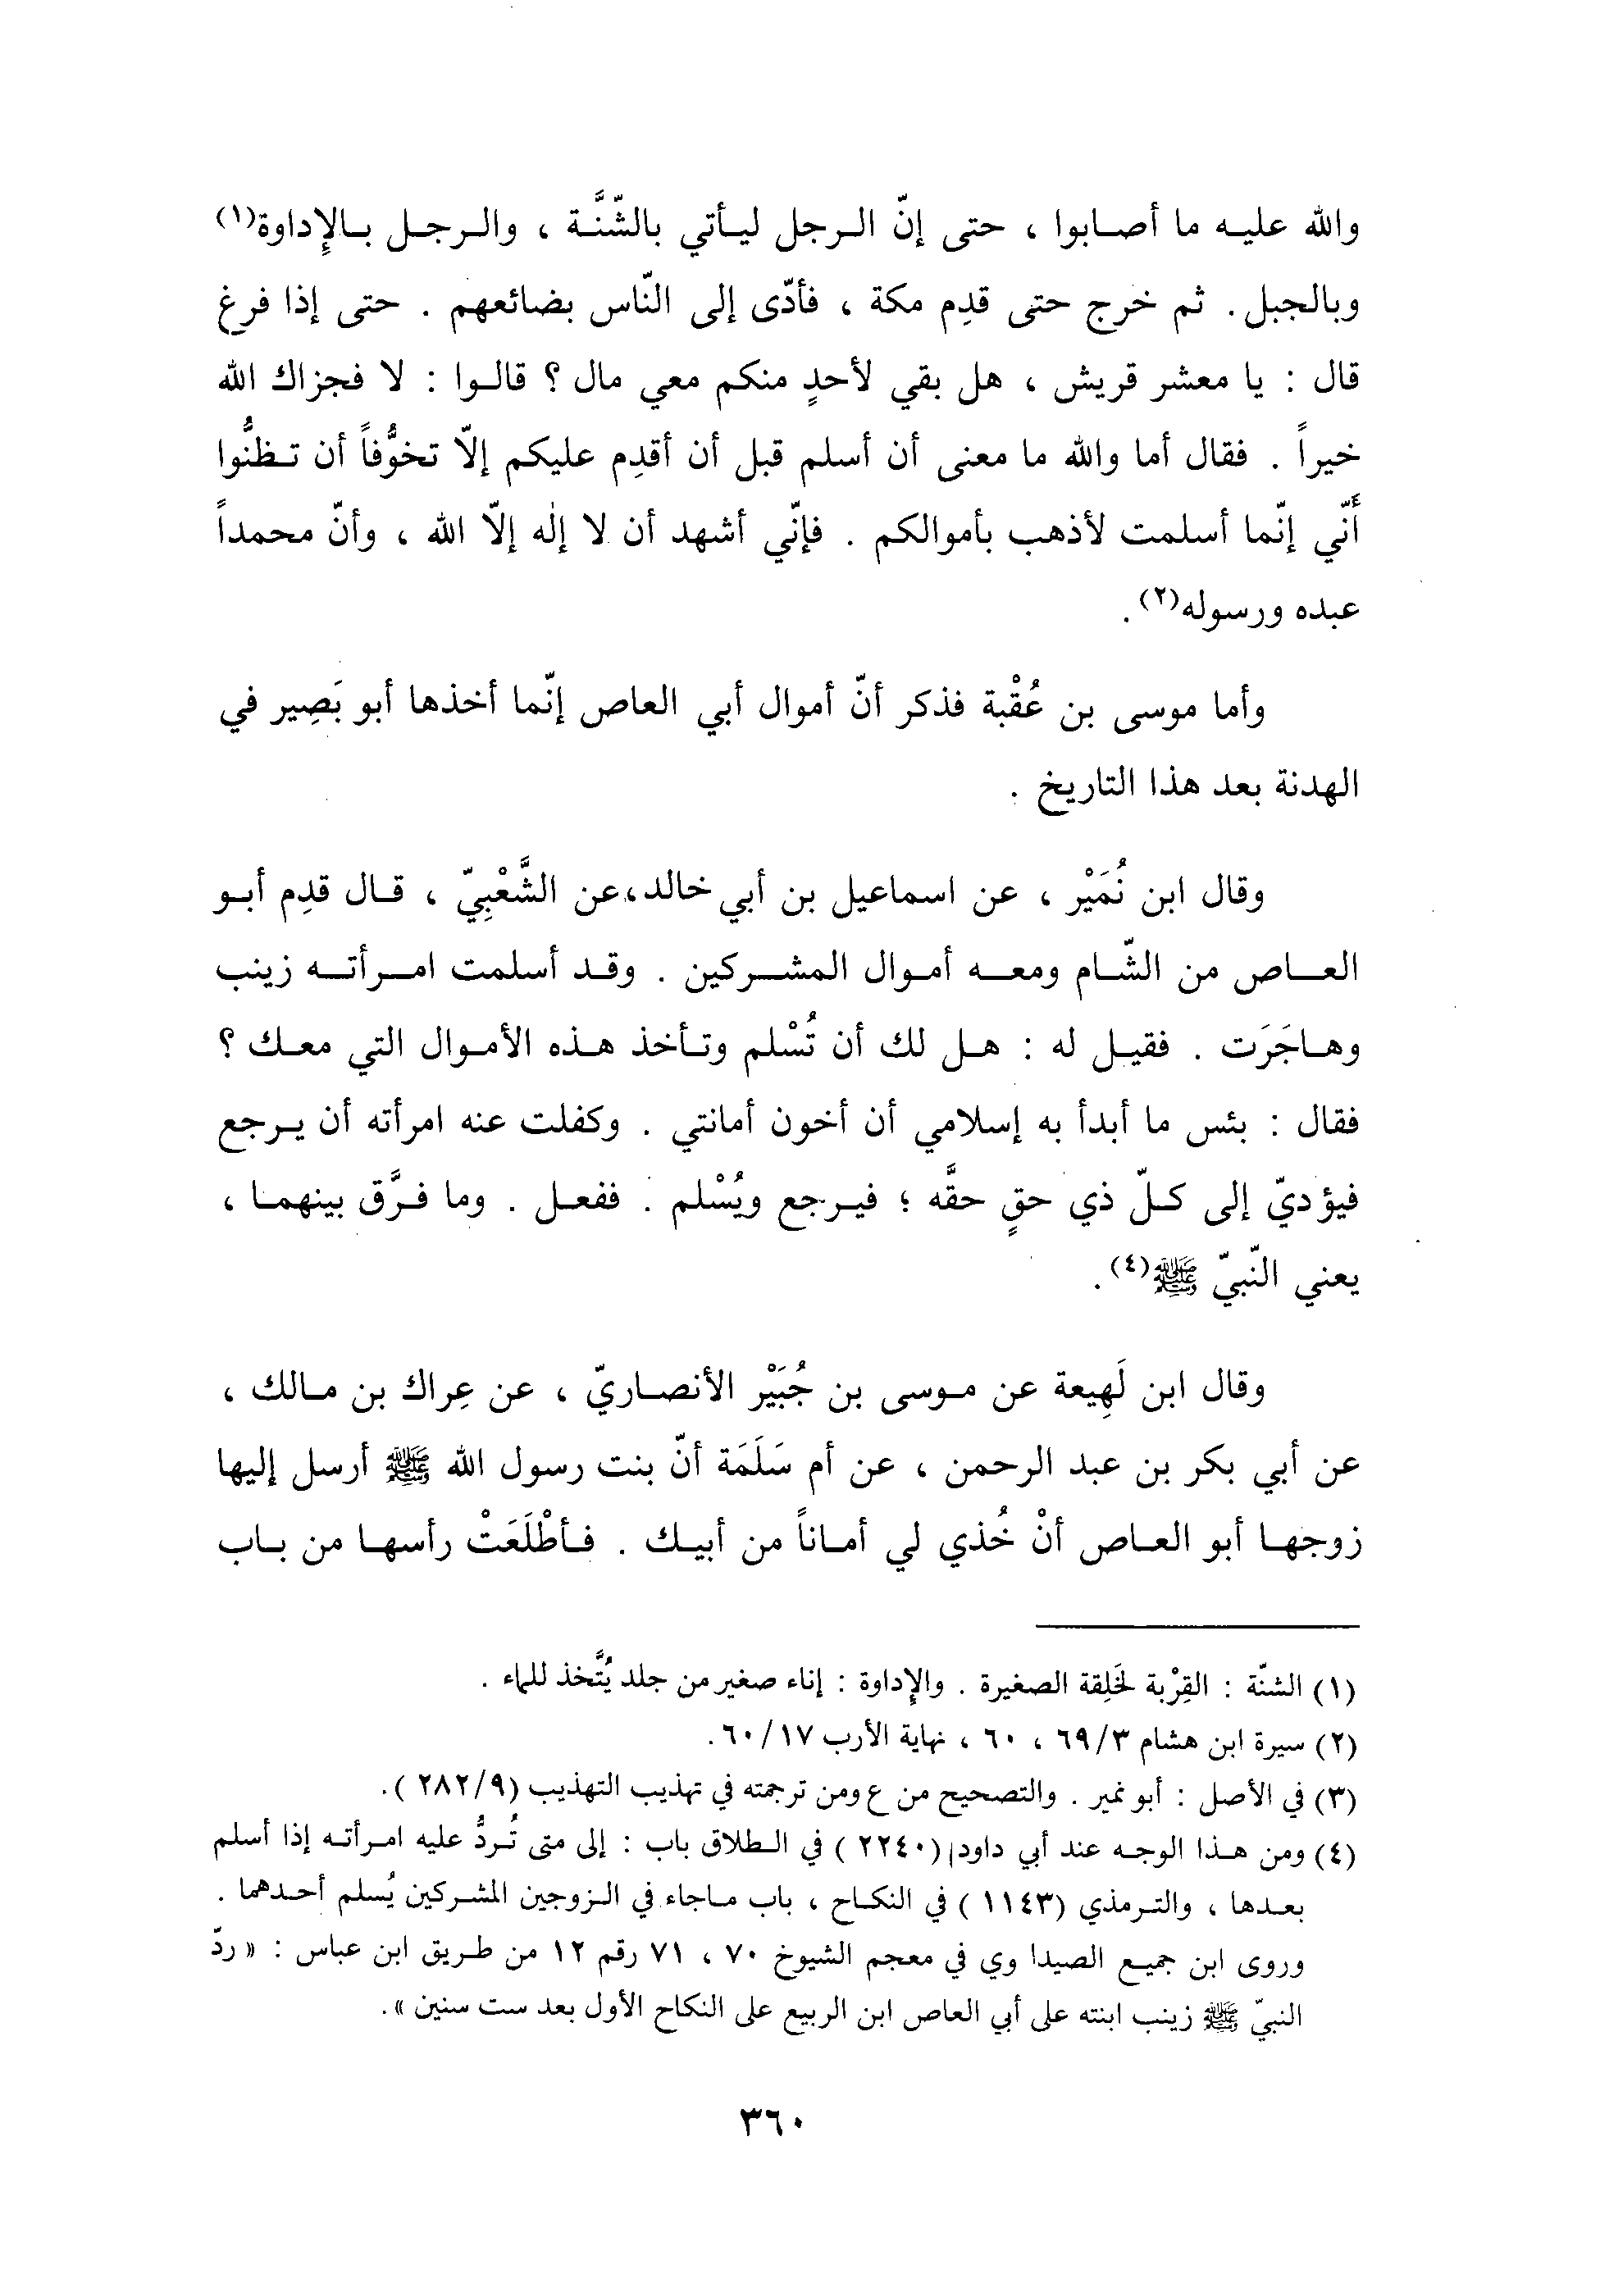 والله عليه ما أصابوا ، حتى إنّ الرجل ليأتي بالشّنَّة ، والرجل بالإِداوة(١)
وبالجبل. ثم خرج حتى قدِم مكة ، فأدّى إلى النّاس بضائعهم . حتى إذا فرغ
قال : يا معشر قريش ، هل بقي لأحدٍ منكم معي مال ؟ قالوا : لا فجزاك الله
خيراً . فقال أما والله ما معنى أن أسلم قبل أن أقدِم عليكم إلّا تخوُّفاً أن تظنُّوا
أَنّي إنّما أسلمت لأذهب بأموالكم . فإنّي أشهد أن لا إلٰه إلّا الله ، وأنّ محمداً
عبده ورسوله(٢).
وأما موسى بن عُقْبة فذكر أنّ أموال أبي العاص إنّما أخذها أبو بَصِير في
الهدنة بعد هذا التاريخ .
وقال ابن نُمَيْر ، عن اسماعيل بن أبي خالد،عن الشَّعْبِيّ ، قال قدِم أبو
العاص من الشّام ومعه أموال المشركين . وقد أسلمت امرأته زينب
وهاجَرَت . فقيل له : هل لك أن تُسْلم وتأخذ هذه الأموال التي معك ؟
فقال : بئس ما أبدأ به إسلامي أن أخون أمانتي . وكفلت عنه امرأته أن يرجع
فيؤديّ إلى كلّ ذي حقٍ حقَّه ؛ فيرجع ويُسْلم . ففعل . وما فرَّق بينهما ،
يعني النّبيّ ﷺ(٤).
وقال ابن لَهِيعة عن موسى بن جُبَيْر الأنصاريّ ، عن عِراك بن مالك ،
عن أبي بكر بن عبد الرحمن ، عن أم سَلَمَة أنّ بنت رسول الله ﷺ أرسل إليها
زوجها أبو العاص أنْ خُذي لي أماناً من أبيك . فأطْلَعَتْ رأسها من باب
(١) الشنّة : القِرْبة لخَلِقة الصغيرة . والإِداوة : إناء صغير من جلد يُتَّخذ للماء .
(٢) سيرة ابن هشام ٦٩/٣ ، ٦٠ ، نهاية الأرب ٦٠/١٧.
(٣) في الأصل : أبو نمير . والتصحيح من ع ومن ترجمته في تهذيب التهذيب (٢٨٢/٩ ).
(٤) ومن هذا الوجه عند أبي داود (٢٢٤٠ ) في الطلاق باب : إلى متى تُردُّ عليه امرأته إذا أسلم
بعدها ، والترمذي (١١٤٣ ) في النكاح ، باب ماجاء في الزوجين المشركين يُسلم أحدهما .
وروى ابن جميع الصيداوي في معجم الشيوخ ٧٠ ، ٧١ رقم ١٢ من طريق ابن عباس : « ردّ
النبيّ ﷺ زينب ابنته على أبي العاص ابن الربيع على النكاح الأول بعد ست سنين ».
٣٦٠